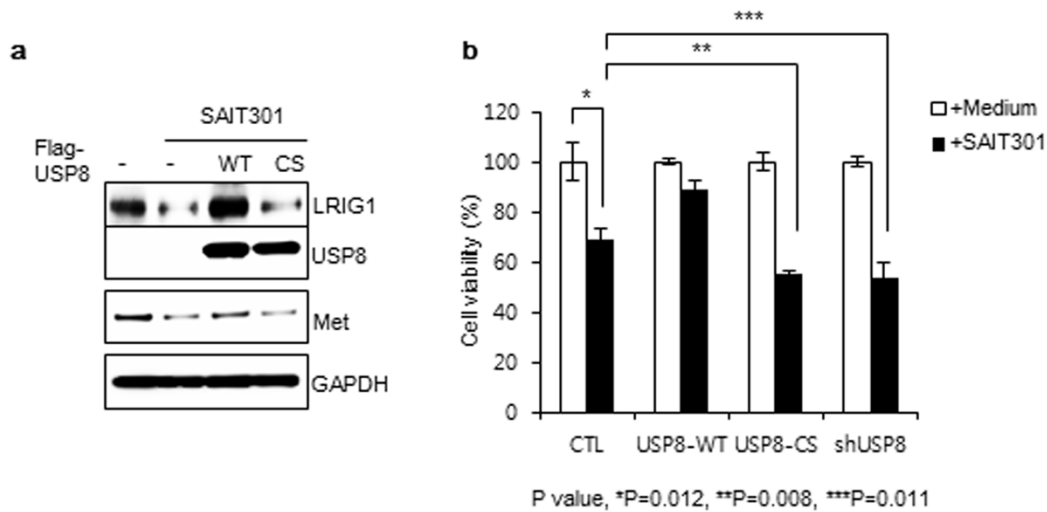 a
SAIT301
Flag-
USP8
- - WT CS
LRIG1
USP8
Met
GAPDH
b
***
**
*
+Medium
+SAIT301
Cell viability (%)
120
100
80
60
40
20
0
CTL USP8-WT USP8-CS shUSP8
P value, *P=0.012, **P=0.008, ***P=0.011